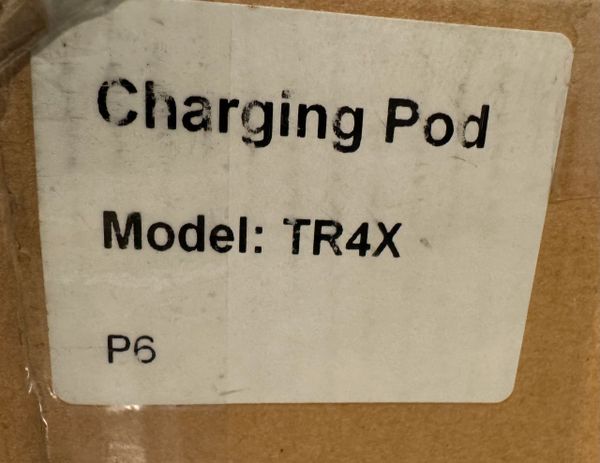 Charging Pod
Model: TR4X
P6